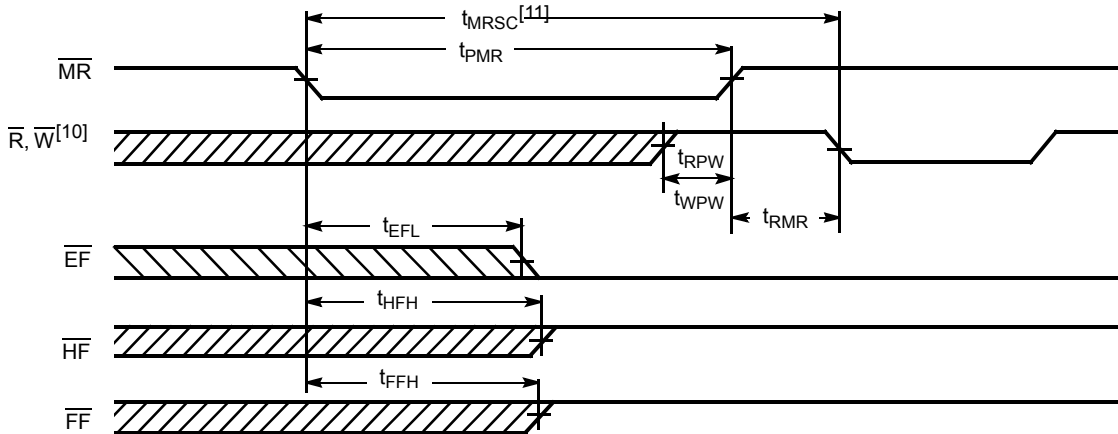 tMRSC[11]
tPMR
MR
R, W[10]
tRPW
tWPW
tRMR
tEFL
EF
tHFH
HF
tFFH
FF